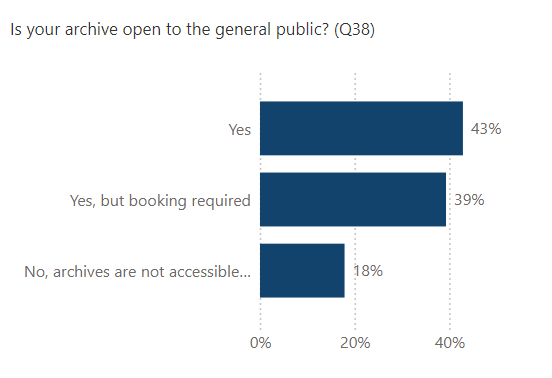 Is your archive open to the general public? (Q38)
Yes
43%
Yes, but booking required
39%
No, archives are not accessible...
18%
0%
20%
40%